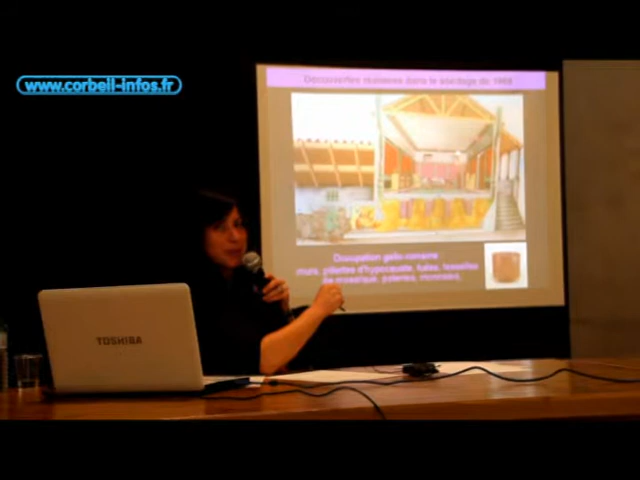 www.corbeil-infos.fr
Découvertes réalisées dans le sondage de 1968
Occupation gallo-romaine
murs, pilettes d'hypocauste, tuiles, tesselles
de mosaïque, poteries, monnaies,
TOSHIBA